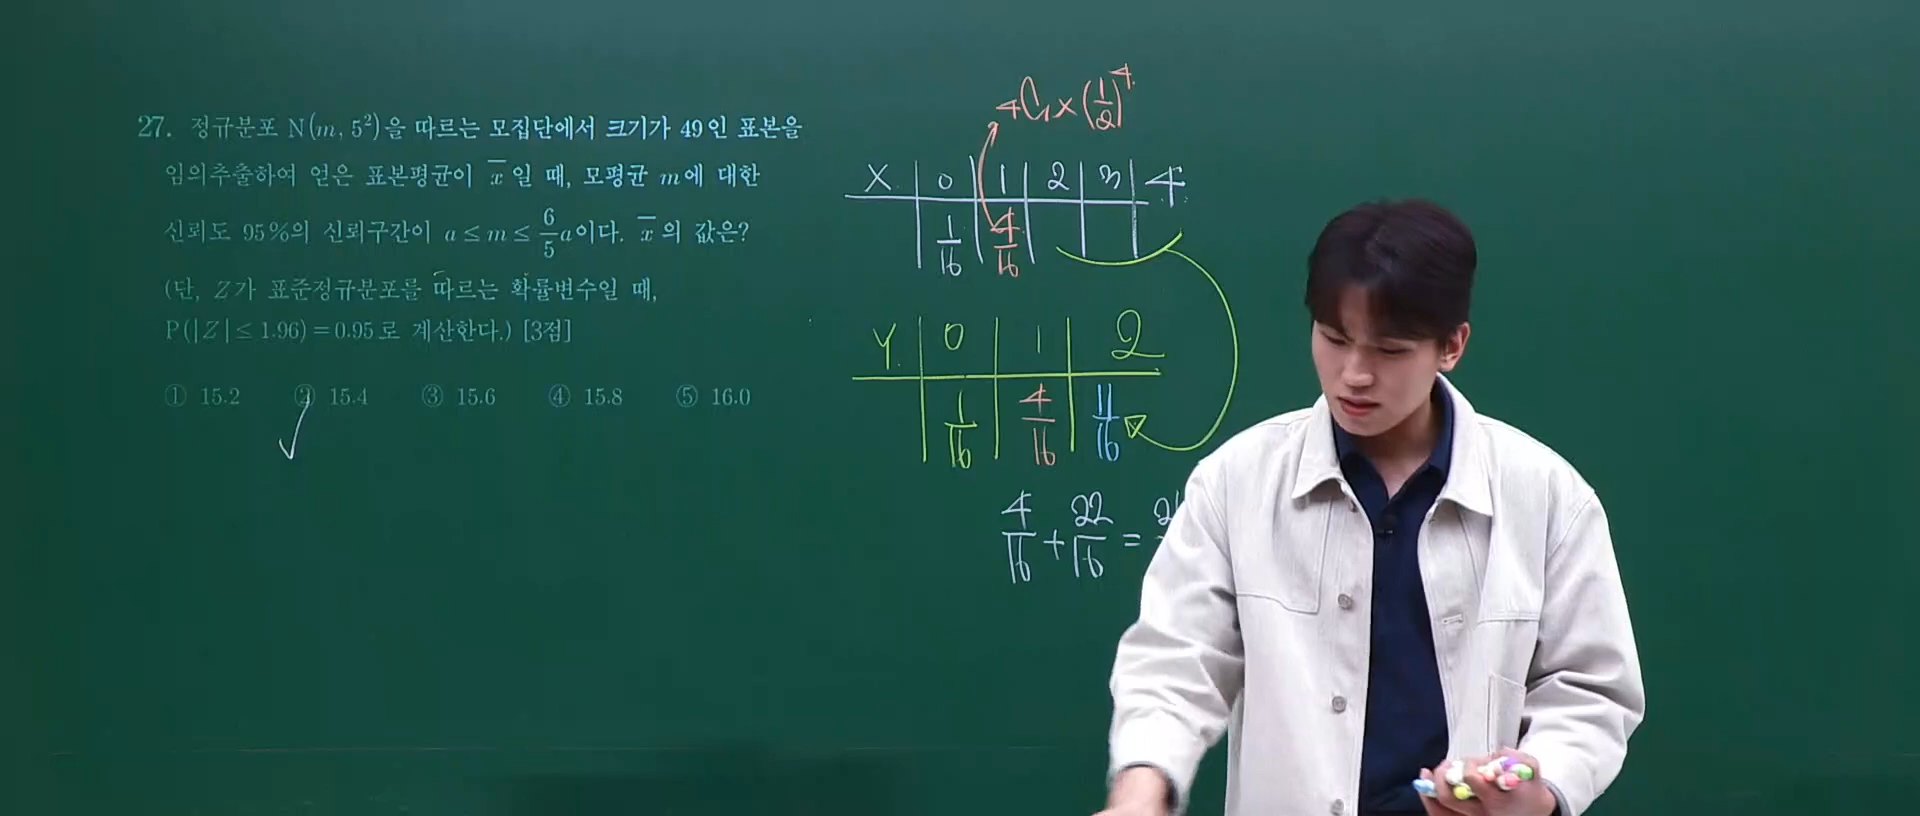 27. 정규분포 N(m, 5²)을 따르는 모집단에서 크기가 49인 표본을
임의추출하여 얻은 표본평균이 x̄일 때, 모평균 m에 대한
신뢰도 95%의 신뢰구간이 a ≤ m ≤ 6/5 a이다. x̄의 값은?
(단, Z가 표준정규분포를 따르는 확률변수일 때,
P(|Z| ≤ 1.96) = 0.95로 계산한다.) [3점]
① 15.2 ② 15.4 ③ 15.6 ④ 15.8 ⑤ 16.0
₄C₁×(1/2)⁴
X 0 1 2 3 4
1/16 4/16
Y 0 1 2
1/16 4/16 11/16
4/16 + 22/16 =